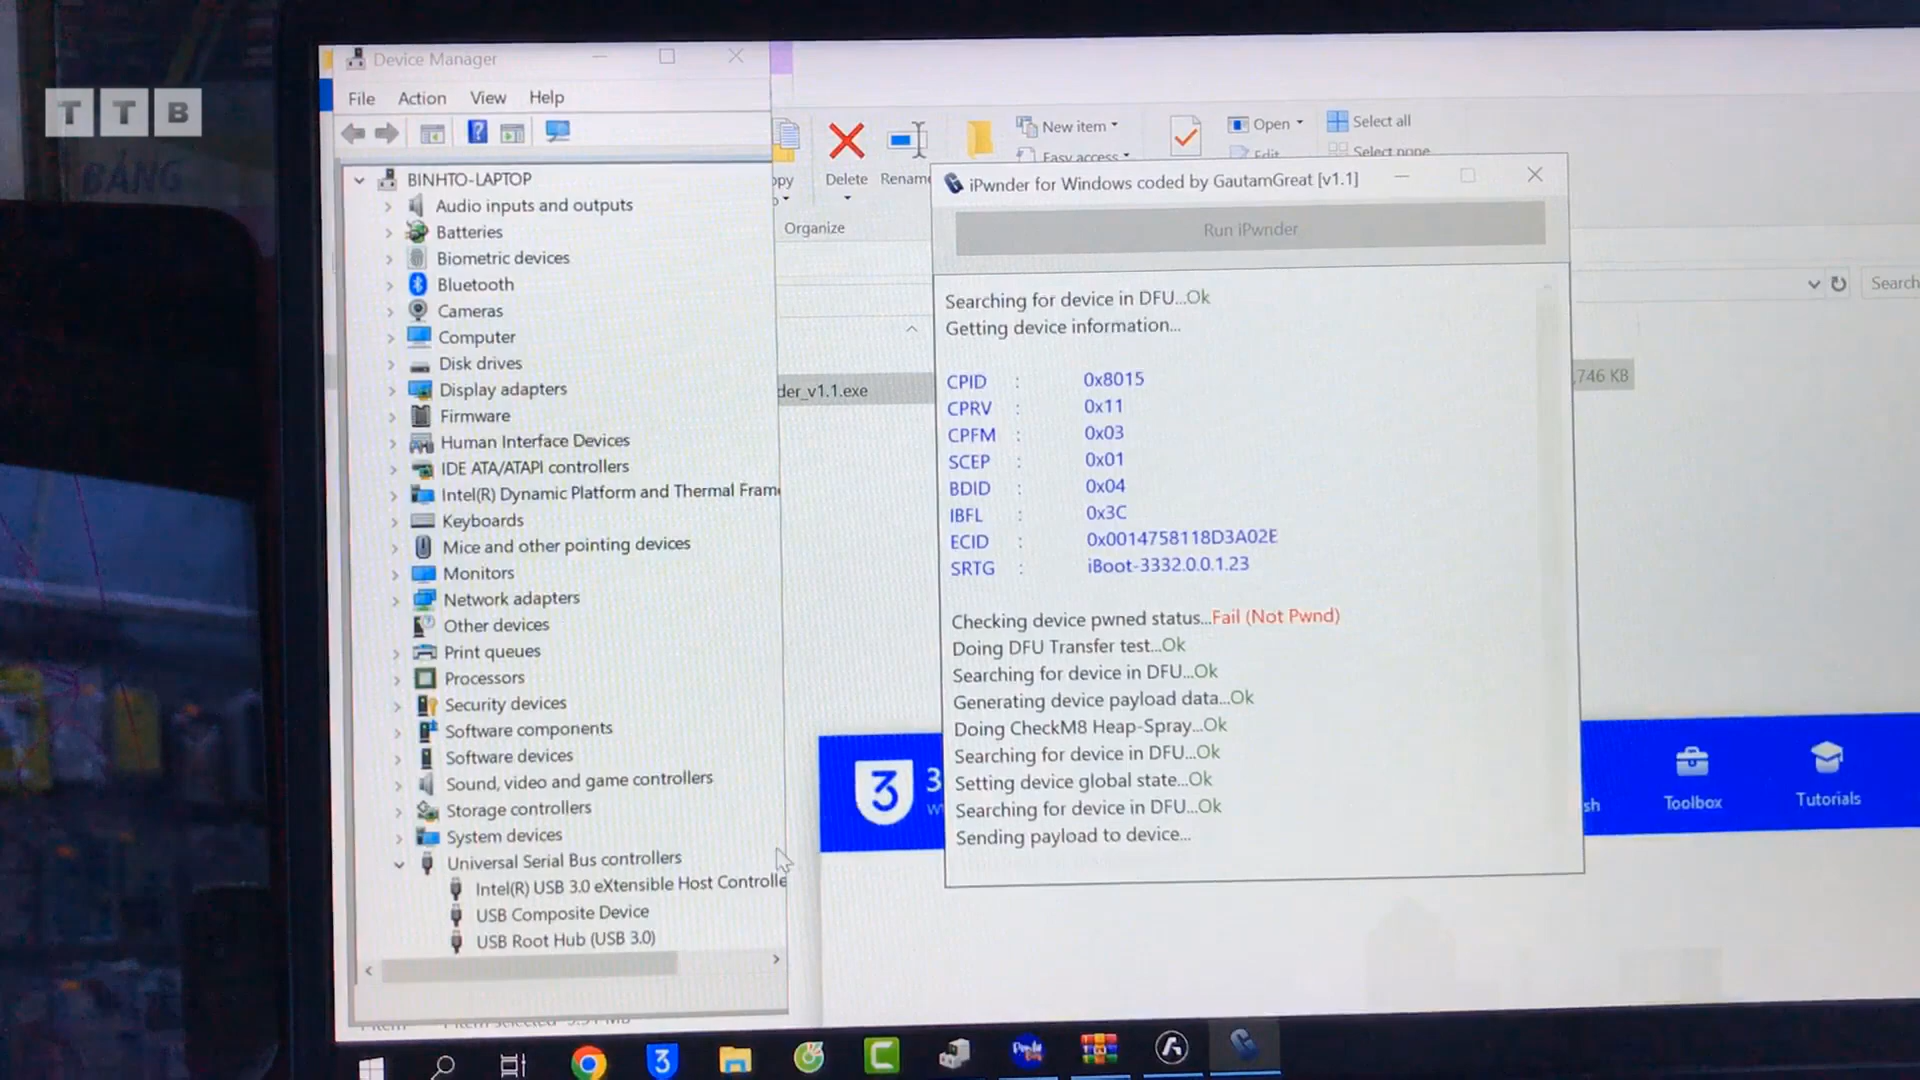 TTB
BẢNG
Device Manager
File Action View Help
BINHTO-LAPTOP
Audio inputs and outputs
Batteries
Biometric devices
Bluetooth
Cameras
Computer
Disk drives
Display adapters
Firmware
Human Interface Devices
IDE ATA/ATAPI controllers
Intel(R) Dynamic Platform and Thermal Fram
Keyboards
Mice and other pointing devices
Monitors
Network adapters
Other devices
Print queues
Processors
Security devices
Software components
Software devices
Sound, video and game controllers
Storage controllers
System devices
Universal Serial Bus controllers
Intel(R) USB 3.0 eXtensible Host Controlle
USB Composite Device
USB Root Hub (USB 3.0)
Delete
Renam
New item
Easy access
Open
Edit
Select all
Select none
Organize
Search
der_v1.1.exe
,746 KB
iPwnder for Windows coded by GautamGreat [v1.1]
Run iPwnder
Searching for device in DFU...Ok
Getting device information...
CPID : 0x8015
CPRV : 0x11
CPFM : 0x03
SCEP : 0x01
BDID : 0x04
IBFL : 0x3C
ECID : 0x0014758118D3A02E
SRTG : iBoot-3332.0.0.1.23
Checking device pwned status...Fail (Not Pwnd)
Doing DFU Transfer test...Ok
Searching for device in DFU...Ok
Generating device payload data...Ok
Doing CheckM8 Heap-Spray...Ok
Searching for device in DFU...Ok
Setting device global state...Ok
Searching for device in DFU...Ok
Sending payload to device...
3
3
sh
Toolbox
Tutorials
3